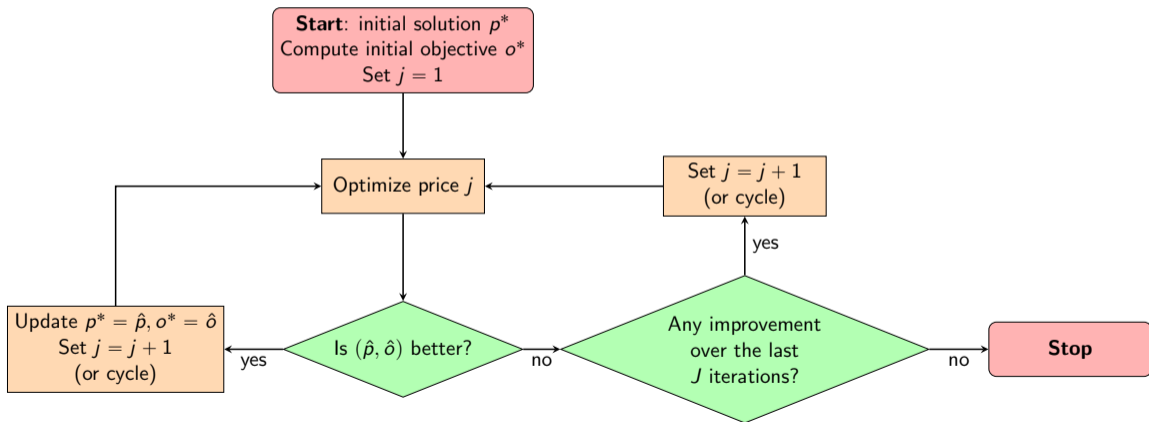 Start: initial solution p*
Compute initial objective o*
Set j = 1
Optimize price j
Set j = j + 1
(or cycle)
yes
Update p* = p̂, o* = ô
Set j = j + 1
(or cycle)
yes
Is (p̂, ô) better?
no
Any improvement
over the last
J iterations?
no
Stop